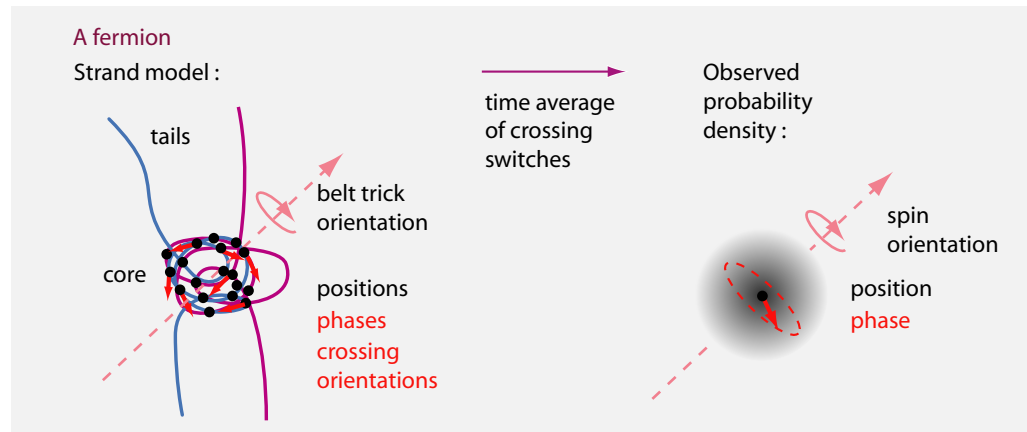 A fermion
Strand model :
tails
core
belt trick
orientation
positions
phases
crossing
orientations
time average
of crossing
switches
Observed
probability
density :
spin
orientation
position
phase